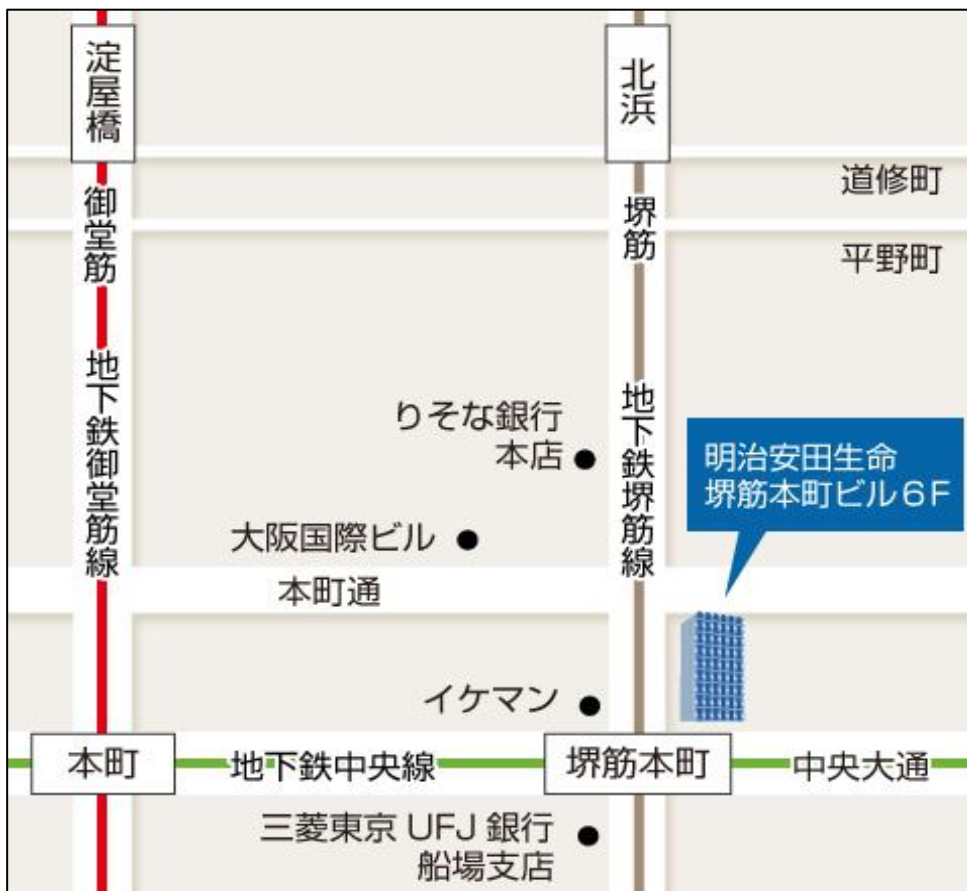 淀屋橋
北浜
道修町
御堂筋
堺筋
平野町
地下鉄御堂筋線
地下鉄堺筋線
りそな銀行
本店
明治安田生命
堺筋本町ビル6F
大阪国際ビル
本町通
イケマン
本町
地下鉄中央線
堺筋本町
中央大通
三菱東京 UFJ 銀行
船場支店